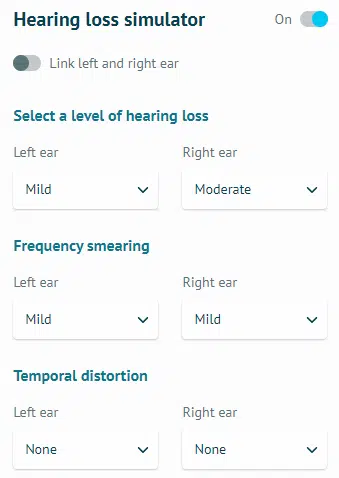 Hearing loss simulator On
Link left and right ear
Select a level of hearing loss
Left ear Right ear
Mild Moderate
Frequency smearing
Left ear Right ear
Mild Mild
Temporal distortion
Left ear Right ear
None None